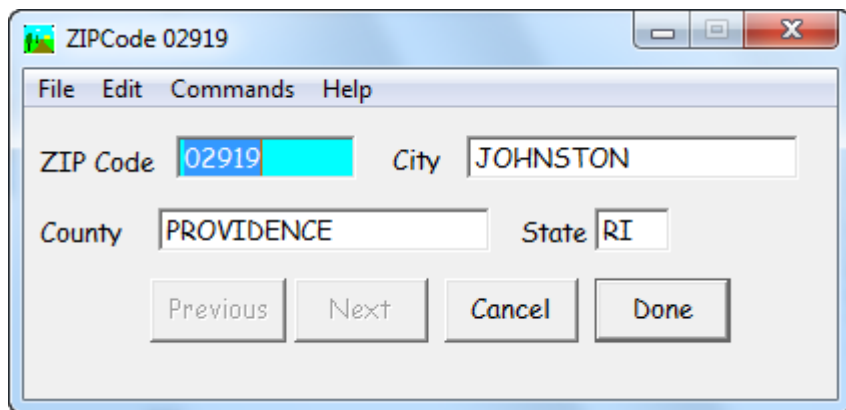 ZIPCode 02919
File Edit Commands Help
ZIP Code 02919 City JOHNSTON
County PROVIDENCE State RI
Previous Next Cancel Done